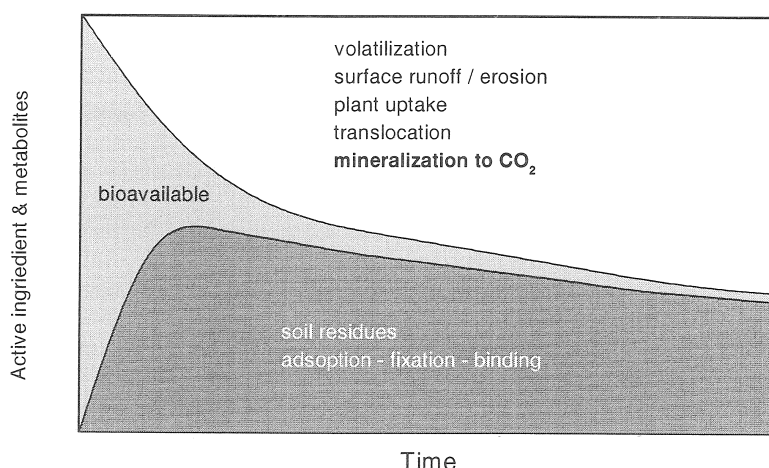 volatilization
surface runoff / erosion
plant uptake
translocation
mineralization to CO₂
bioavailable
soil residues
adsoption - fixation - binding
Active ingriedient & metabolites
Time